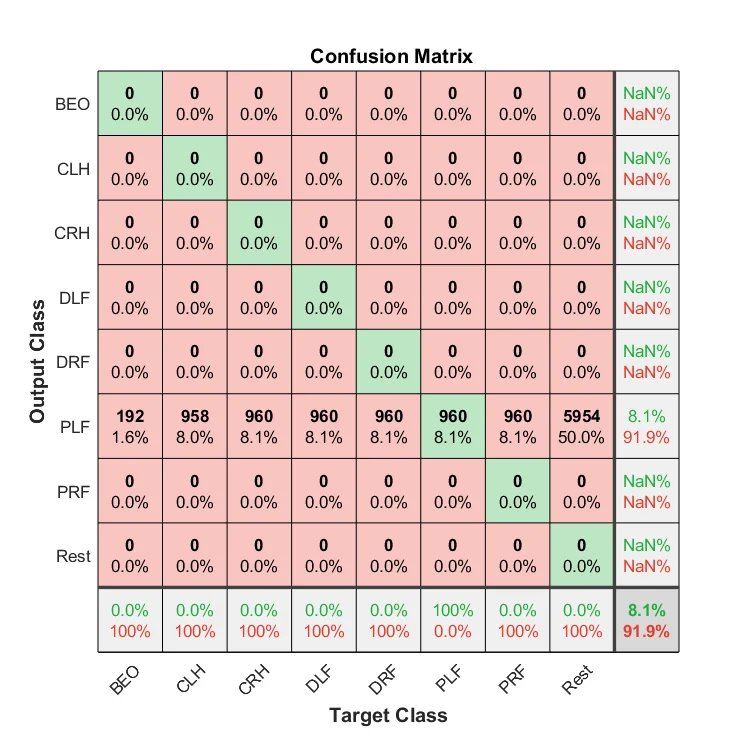 Confusion Matrix
BEO 0 0 0 0 0 0 0 0 NaN%
0.0% 0.0% 0.0% 0.0% 0.0% 0.0% 0.0% 0.0% NaN%
CLH 0 0 0 0 0 0 0 0 NaN%
0.0% 0.0% 0.0% 0.0% 0.0% 0.0% 0.0% 0.0% NaN%
CRH 0 0 0 0 0 0 0 0 NaN%
0.0% 0.0% 0.0% 0.0% 0.0% 0.0% 0.0% 0.0% NaN%
DLF 0 0 0 0 0 0 0 0 NaN%
0.0% 0.0% 0.0% 0.0% 0.0% 0.0% 0.0% 0.0% NaN%
DRF 0 0 0 0 0 0 0 0 NaN%
0.0% 0.0% 0.0% 0.0% 0.0% 0.0% 0.0% 0.0% NaN%
PLF 192 958 960 960 960 960 960 5954 8.1%
1.6% 8.0% 8.1% 8.1% 8.1% 8.1% 8.1% 50.0% 91.9%
PRF 0 0 0 0 0 0 0 0 NaN%
0.0% 0.0% 0.0% 0.0% 0.0% 0.0% 0.0% 0.0% NaN%
Rest 0 0 0 0 0 0 0 0 NaN%
0.0% 0.0% 0.0% 0.0% 0.0% 0.0% 0.0% 0.0% NaN%
0.0% 0.0% 0.0% 0.0% 0.0% 100% 0.0% 0.0% 8.1%
100% 100% 100% 100% 100% 0.0% 100% 100% 91.9%
BEO CLH CRH DLF DRF PLF PRF Rest
Target Class
Output Class